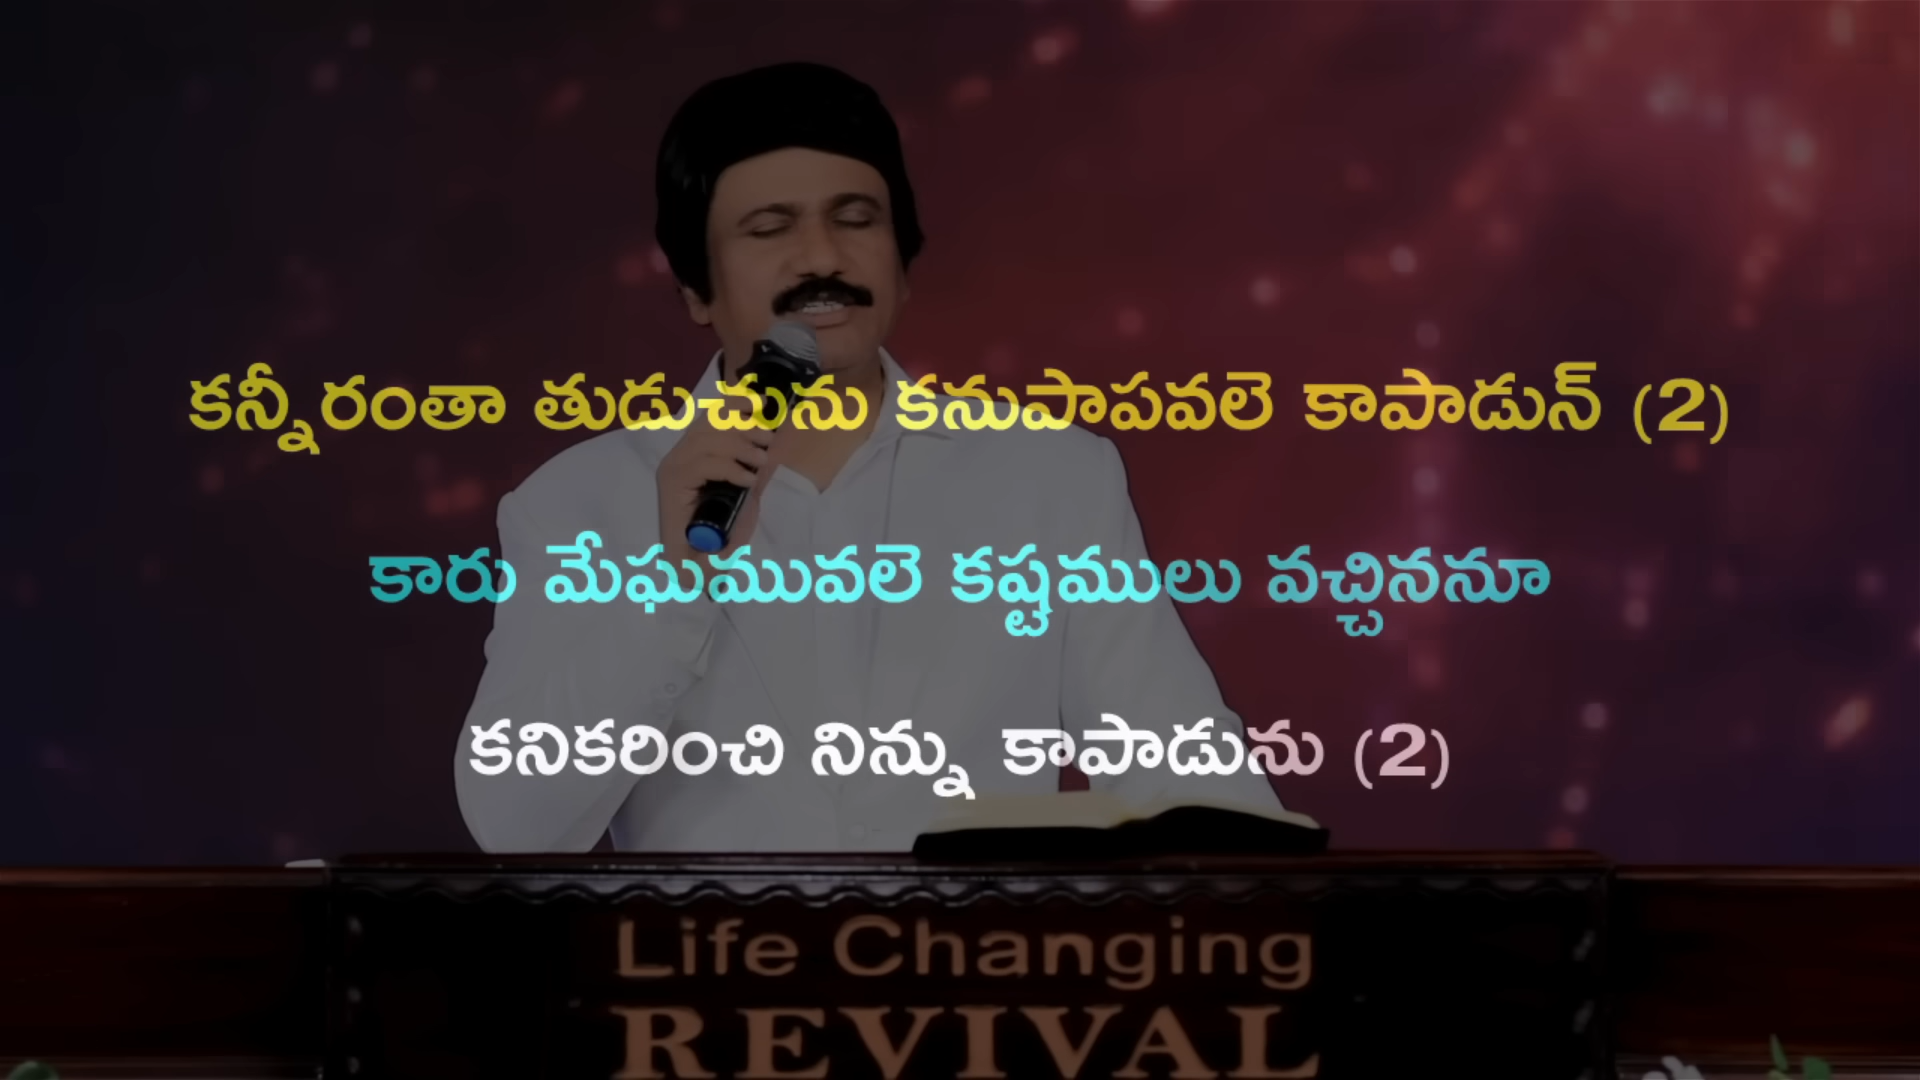 కన్నీరంతా తుడుచును కనుపాపవలె కాపాడున్ (2)
కారు మేఘమువలె కష్టములు వచ్చిననూ
కనికరించి నిన్ను కాపాడును (2)
Life Changing
REVIVAL